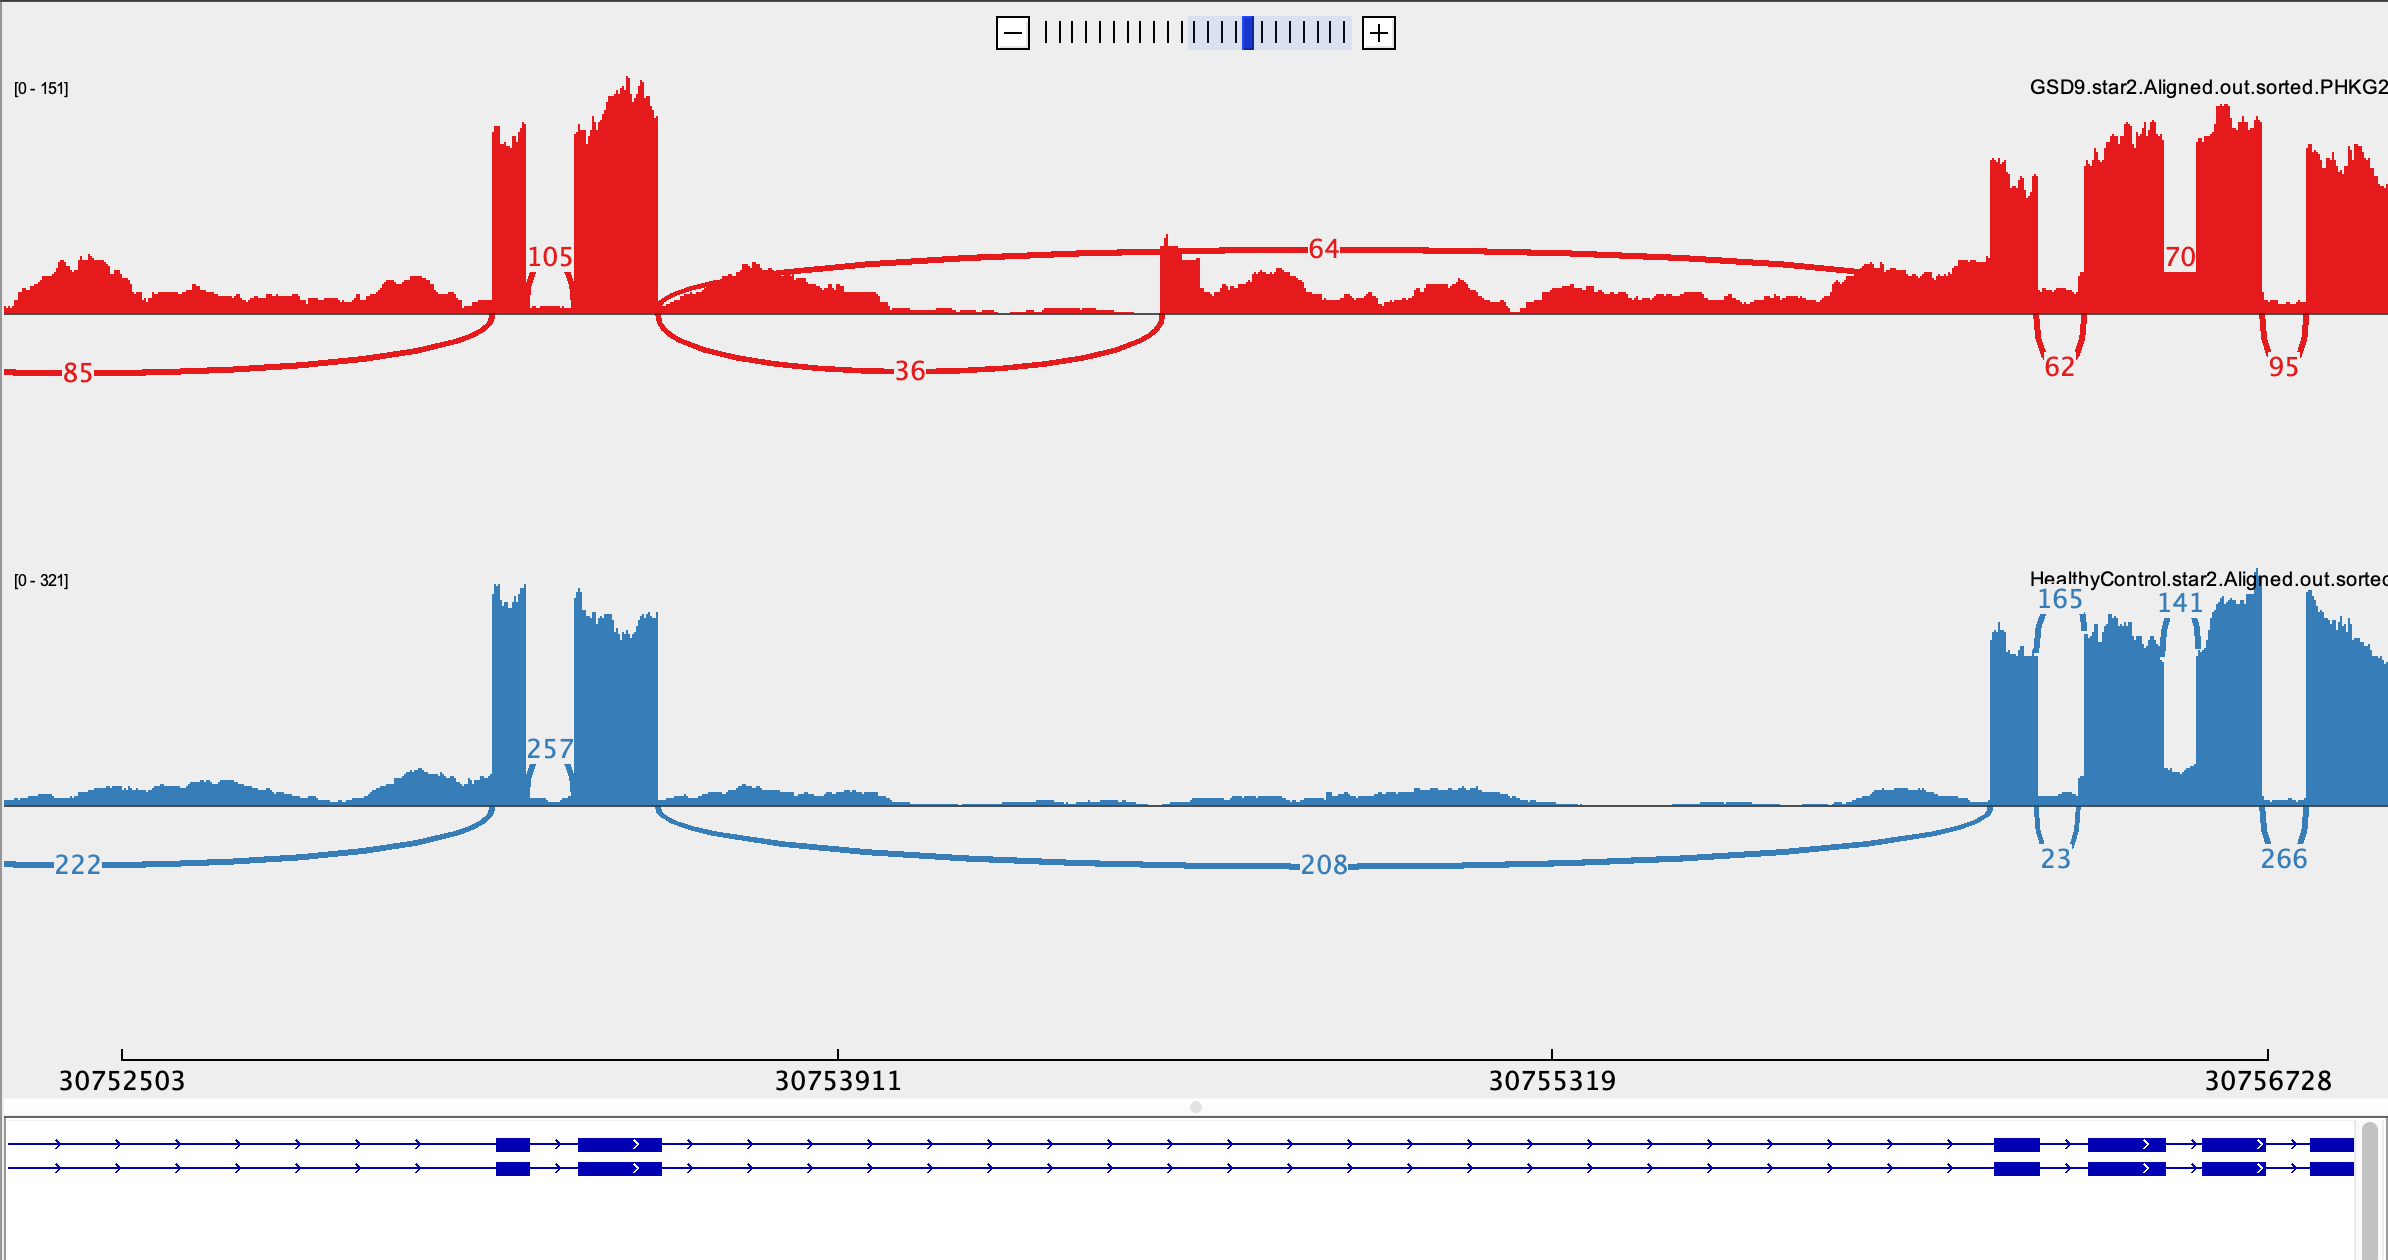 [0 - 151]
GSD9.star2.Aligned.out.sorted.PHKG2
105
64
70
85
36
62
95
[0 - 321]
HealthyControl.star2.Aligned.out.sorted
165
141
257
222
208
23
266
30752503 30753911 30755319 30756728